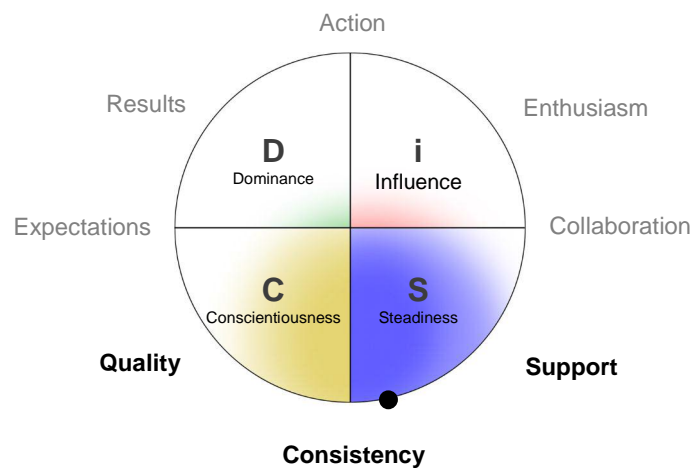 Action
Results
Enthusiasm
D
Dominance
i
Influence
Expectations
Collaboration
C
Conscientiousness
S
Steadiness
Quality
Support
Consistency